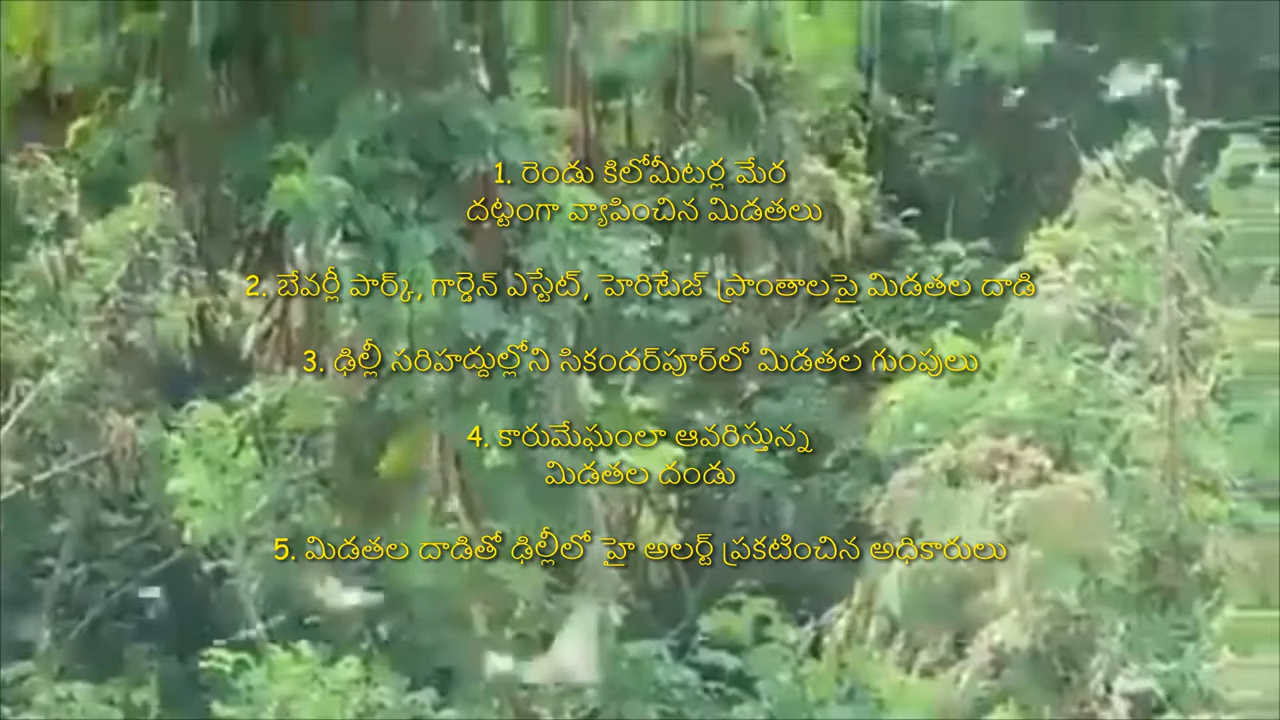 1. రెండు కిలోమీటర్ల మేర
దట్టంగా వ్యాపించిన మిడతలు
2. బేవర్లీ పార్క్, గార్డెన్ ఎస్టేట్, హెరిటేజ్ ప్రాంతాలపై మిడతల దాడి
3. ఢిల్లీ సరిహద్దుల్లోని సికందర్‌పూర్‌లో మిడతల గుంపులు
4. కారుమేఘంలా ఆవరిస్తున్న
మిడతల దండు
5. మిడతల దాడితో ఢిల్లీలో హై అలర్ట్ ప్రకటించిన అధికారులు